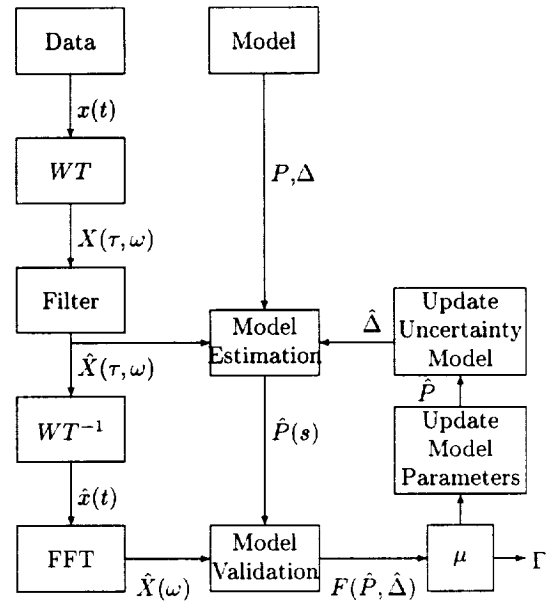 Data
Model
x(t)
WT
P,Δ
X(τ,ω)
Filter
Model
Estimation
Δ̂
Update
Uncertainty
Model
X̂(τ,ω)
P̂
WT⁻¹
P̂(s)
Update
Model
Parameters
x̂(t)
FFT
Model
Validation
μ
Γ
X̂(ω)
F(P̂,Δ̂)